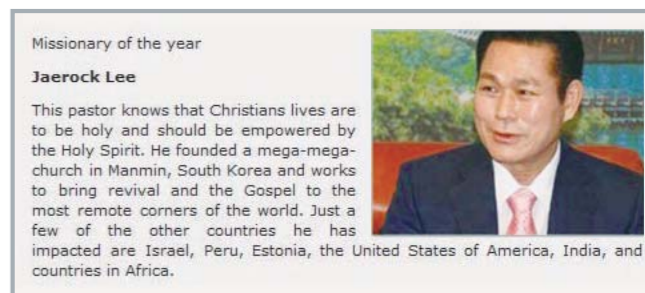 Missionary of the year
Jaerock Lee
This pastor knows that Christians lives are
to be holy and should be empowered by
the Holy Spirit. He founded a mega-mega-
church in Manmin, South Korea and works
to bring revival and the Gospel to the
most remote corners of the world. Just a
few of the other countries he has
impacted are Israel, Peru, Estonia, the United States of America, India, and
countries in Africa.